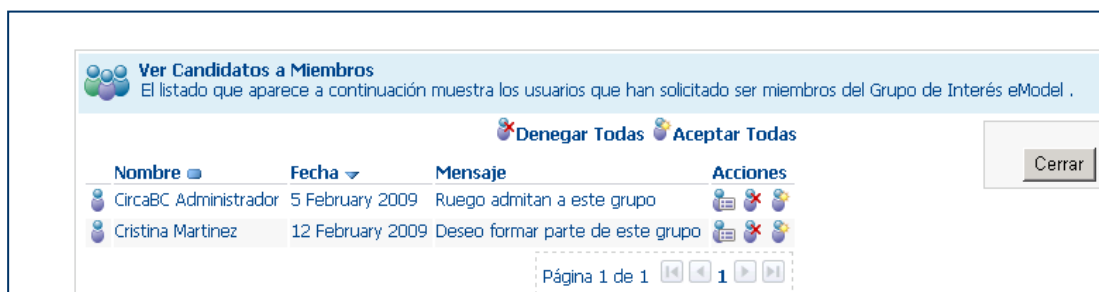 Ver Candidatos a Miembros
El listado que aparece a continuación muestra los usuarios que han solicitado ser miembros del Grupo de Interés eModel .
Denegar Todas Aceptar Todas
Cerrar
Nombre Fecha Mensaje Acciones
CircaBC Administrador 5 February 2009 Ruego admitan a este grupo
Cristina Martinez 12 February 2009 Deseo formar parte de este grupo
Página 1 de 1 1